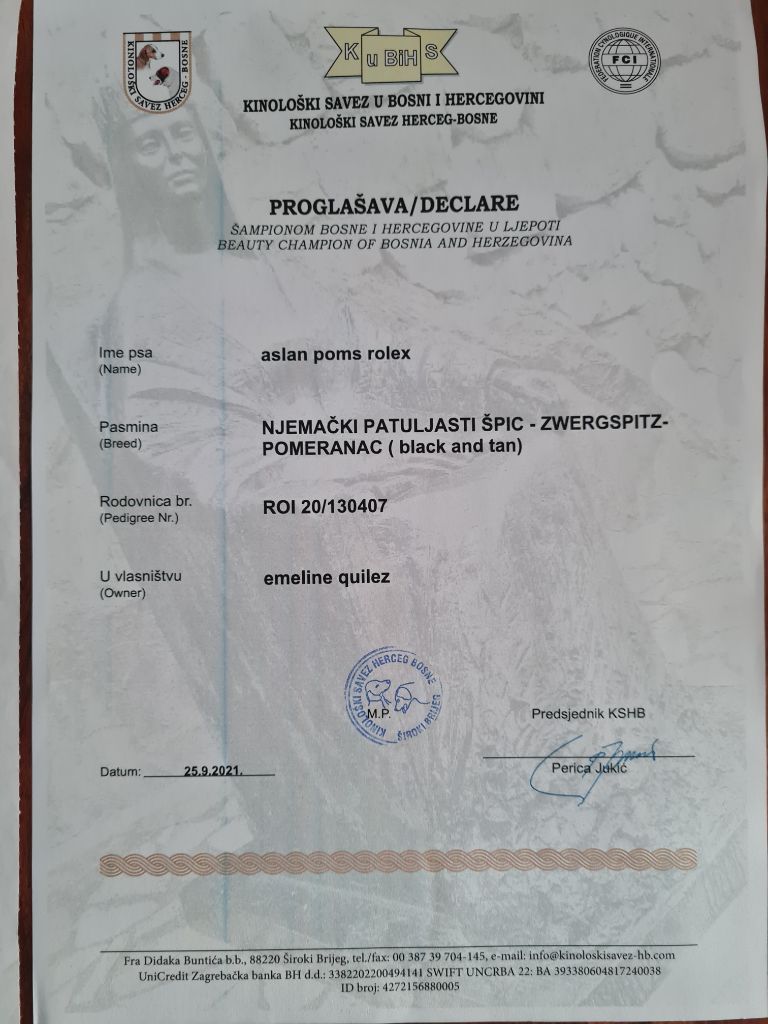 KINOLOŠKI SAVEZ HERCEG - BOSNE
K u BiH S
FEDERATION CYNOLOGIQUE INTERNATIONALE
FCI
KINOLOŠKI SAVEZ U BOSNI I HERCEGOVINI
KINOLOŠKI SAVEZ HERCEG-BOSNE
PROGLAŠAVA/DECLARE
ŠAMPIONOM BOSNE I HERCEGOVINE U LJEPOTI
BEAUTY CHAMPION OF BOSNIA AND HERZEGOVINA
Ime psa aslan poms rolex
(Name)
Pasmina NJEMAČKI PATULJASTI ŠPIC - ZWERGSPITZ-
(Breed) POMERANAC ( black and tan)
Rodovnica br. ROI 20/130407
(Pedigree Nr.)
U vlasništvu emeline quilez
(Owner)
KINOLOŠKI SAVEZ HERCEG BOSNE
M.P.
ŠIROKI BRIJEG
Predsjednik KSHB
Datum: 25.9.2021. Perica Jukić
Fra Didaka Buntića b.b., 88220 Široki Brijeg, tel./fax: 00 387 39 704-145, e-mail: info@kinoloskisavez-hb.com
UniCredit Zagrebačka banka BH d.d.: 3382202200494141 SWIFT UNCRBA 22: BA 393380604817240038
ID broj: 4272156880005